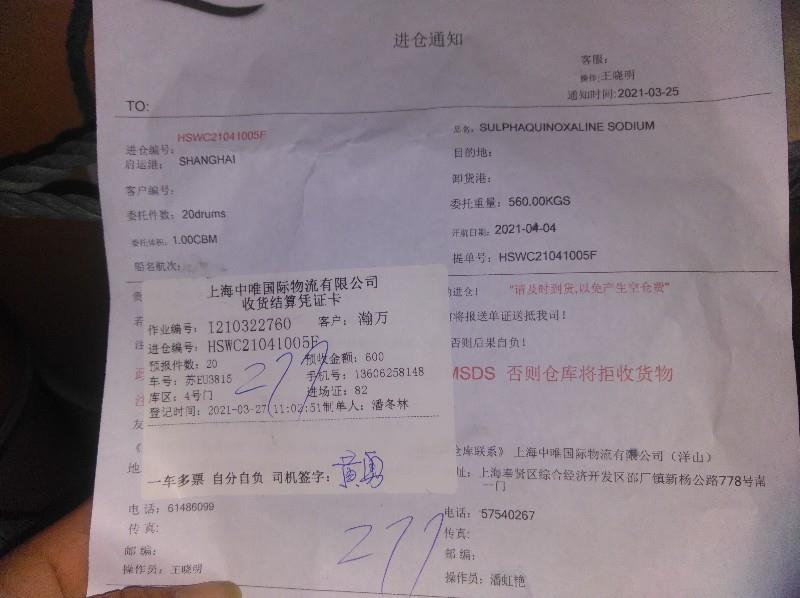 进仓通知
客服：
操作：王晓明
通知时间：2021-03-25
TO:
进仓编号： HSWC21041005F
启运港： SHANGHAI
客户编号：
委托件数： 20drums
委托体积： 1.00CBM
船名航次：
品名： SULPHAQUINOXALINE SODIUM
目的地：
卸货港：
委托重量： 560.00KGS
开航日期： 2021-04-04
提单号： HSWC21041005F
上海中唯国际物流有限公司
收货结算凭证卡
作业编号： I210322760 客户： 瀚万
进仓编号： HSWC21041005F
预报件数： 20 预收金额： 600
车号： 苏EU3815 手机号： 13606258148
库区： 4号门 进场证： 82
登记时间： 2021-03-27 11:02:51 制单人： 潘冬林
277
一车多票 自分自负 司机签字： 黄勇
进仓！ "请及时到货,以免产生空仓费"
将报送单证送抵我司！
否则后果自负！
MSDS 否则仓库将拒收货物
电话： 61486099
传真：
邮编：
操作员： 王晓明
277
仓库联系》 上海中唯国际物流有限公司（洋山）
址： 上海奉贤区综合经济开发区邵厂镇新杨公路778号南
一门
电话： 57540267
传真:
邮编：
操作员： 潘虹艳